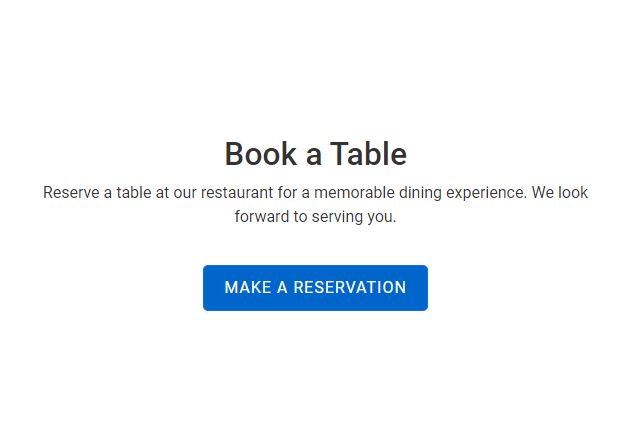 Book a Table
Reserve a table at our restaurant for a memorable dining experience. We look
forward to serving you.
MAKE A RESERVATION